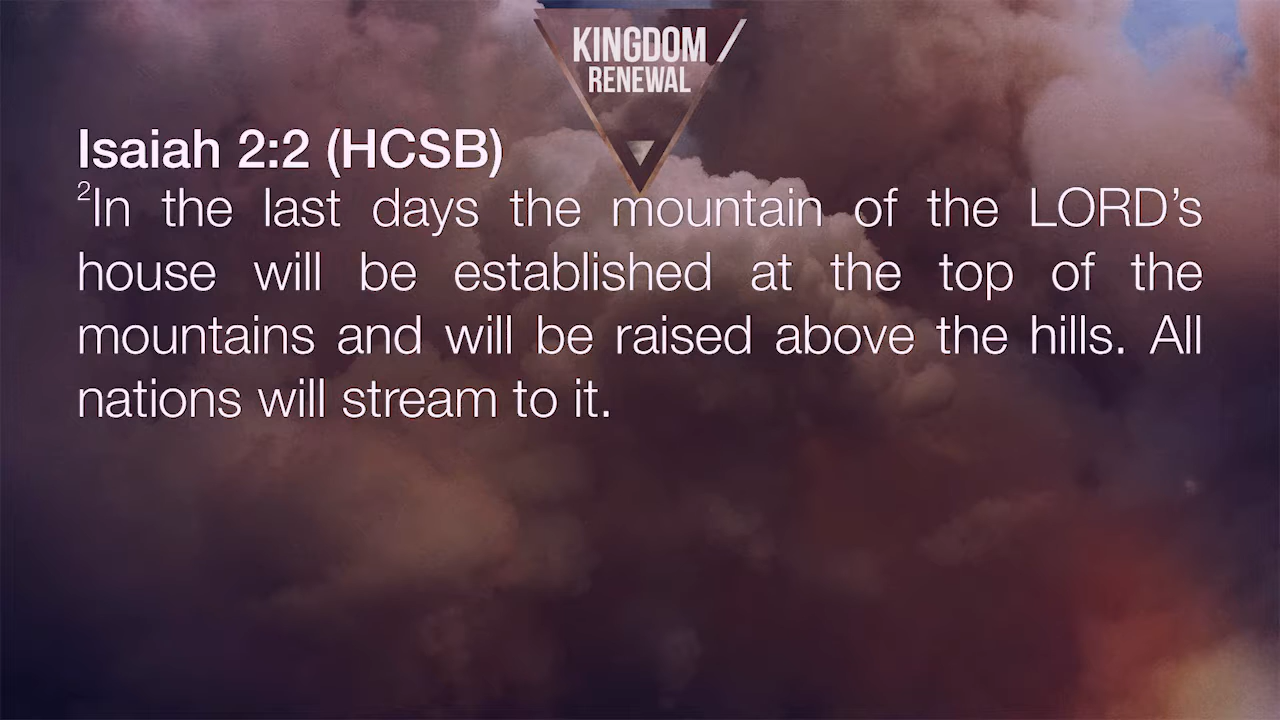 KINGDOM
RENEWAL
Isaiah 2:2 (HCSB)
²In the last days the mountain of the LORD’s
house will be established at the top of the
mountains and will be raised above the hills. All
nations will stream to it.